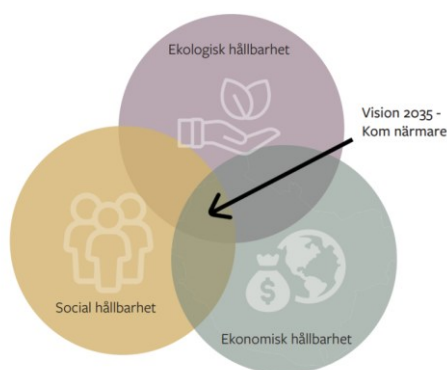 Ekologisk hållbarhet
Vision 2035 -
Kom närmare
Social hållbarhet
$
Ekonomisk hållbarhet